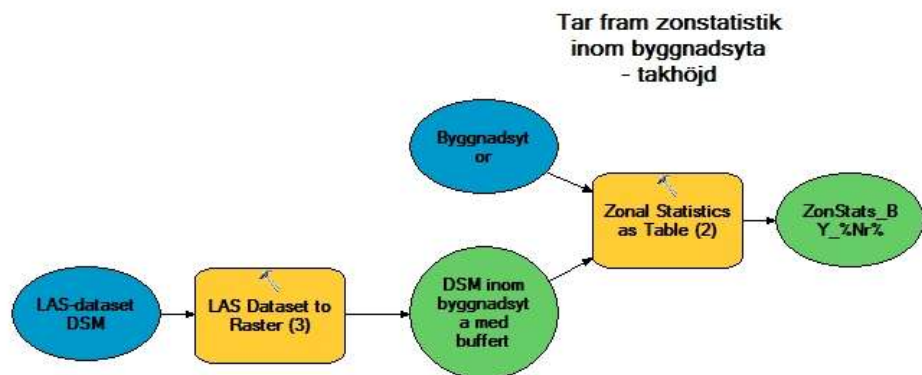 Tar fram zonstatistik
inom byggnadsyta
- takhöjd
Byggnadsyt
or
Zonal Statistics
as Table (2)
ZonStats_B
Y_%Nr%
LAS-dataset
DSM
LAS Dataset to
Raster (3)
DSM inom
byggnadsyt
a med
buffert